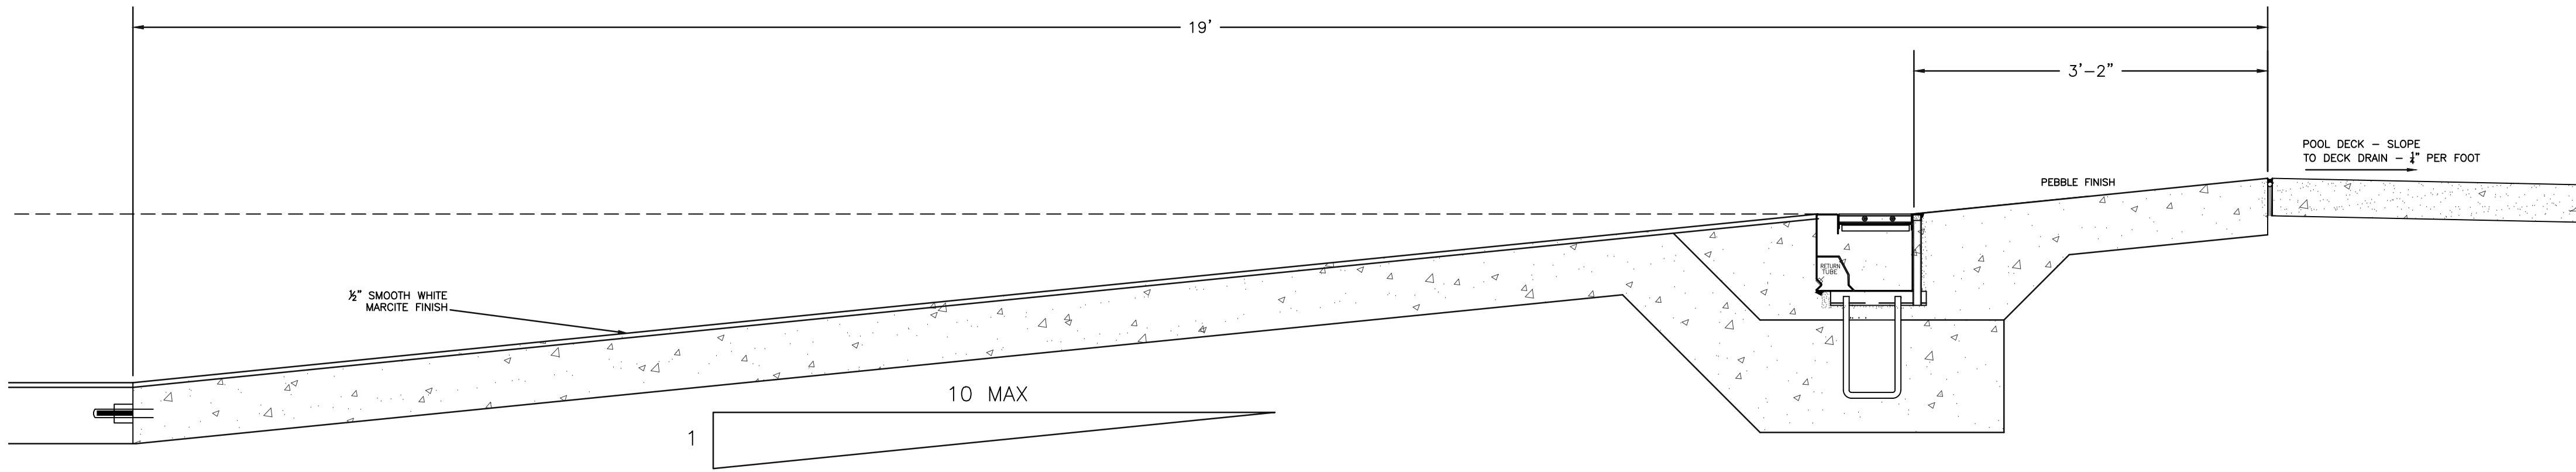 19'
3'-2"
POOL DECK - SLOPE
TO DECK DRAIN - ¼" PER FOOT
PEBBLE FINISH
RETURN
TUBE
½" SMOOTH WHITE
MARCITE FINISH
10 MAX
1